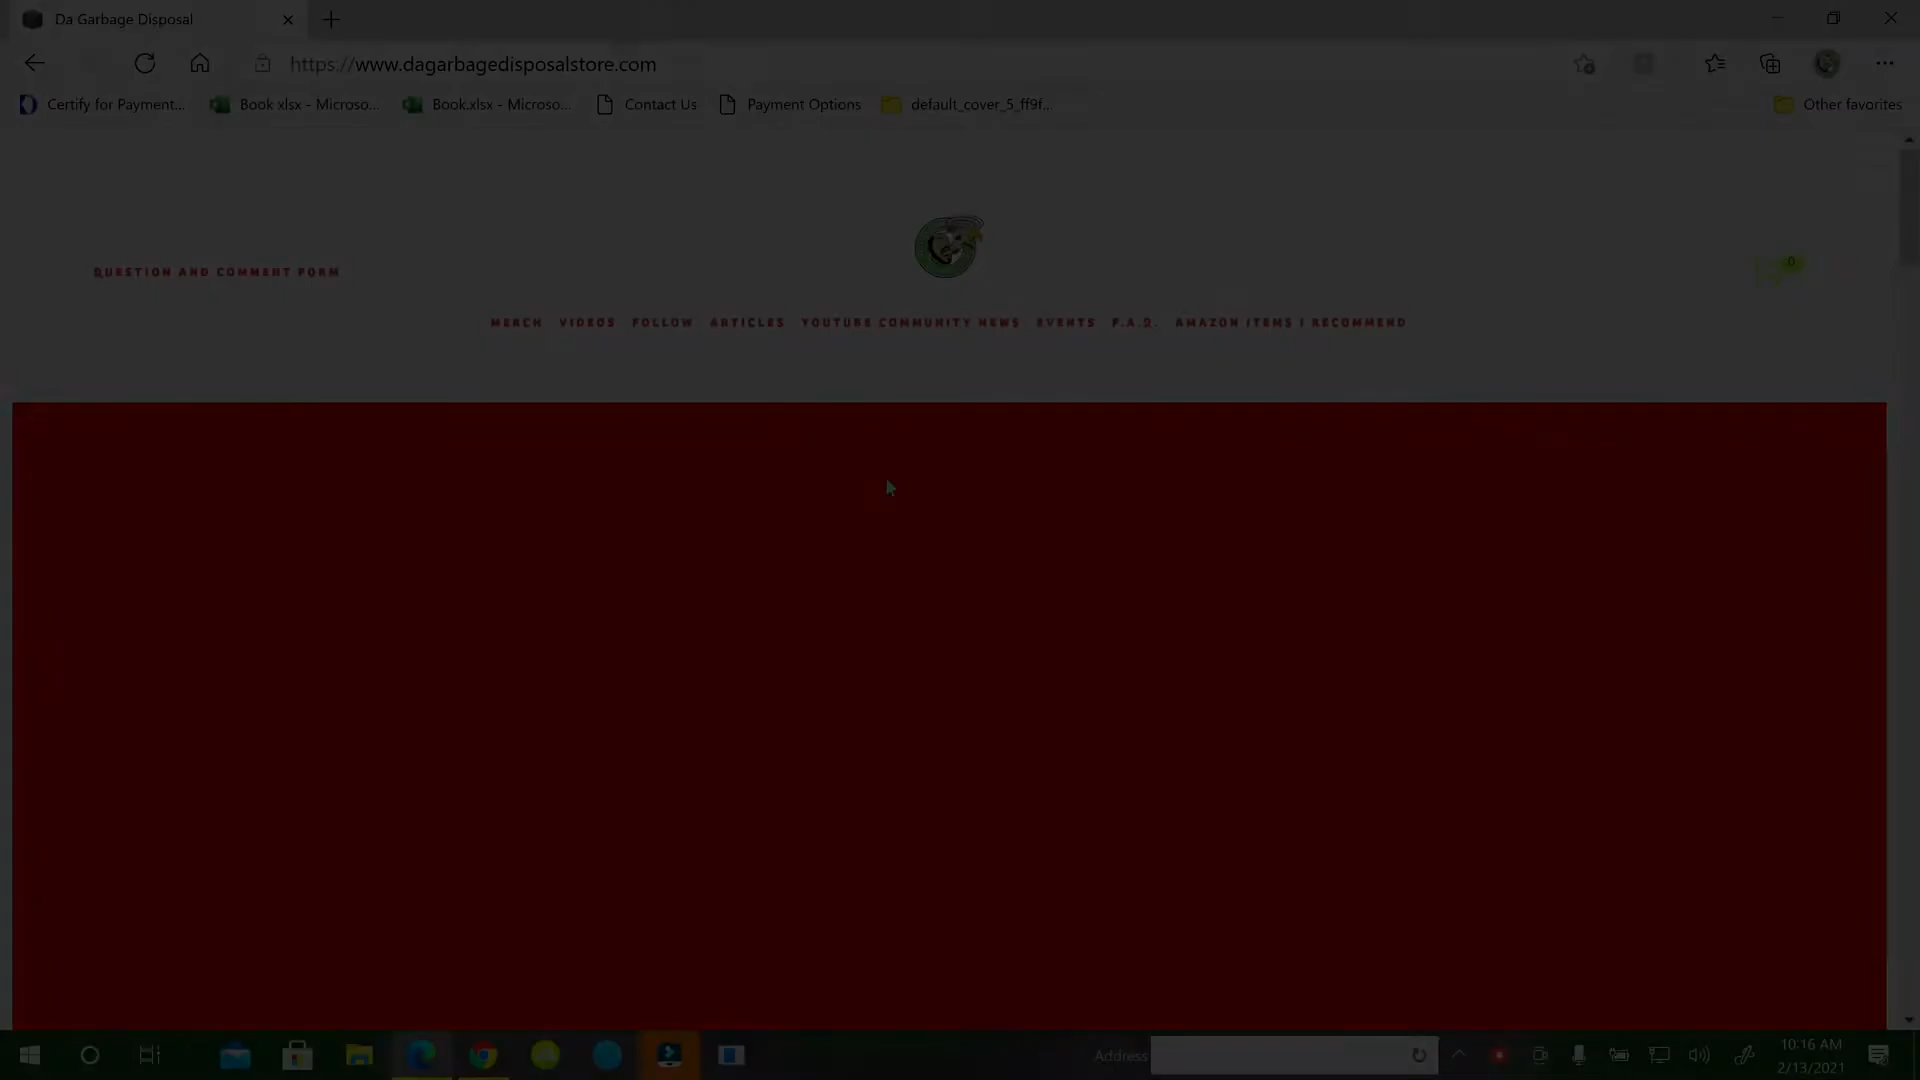 Da Garbage Disposal
https://www.dagarbagedisposalstore.com
Certify for Payment... Book xlsx - Microso... Book.xlsx - Microso... Contact Us Payment Options default_cover_5_ff9f... Other favorites
QUESTION AND COMMENT FORM
0
MERCH VIDEOS FOLLOW ARTICLES YOUTUBE COMMUNITY NEWS EVENTS F.A.Q. AMAZON ITEMS I RECOMMEND
Address
10:16 AM
2/13/2021